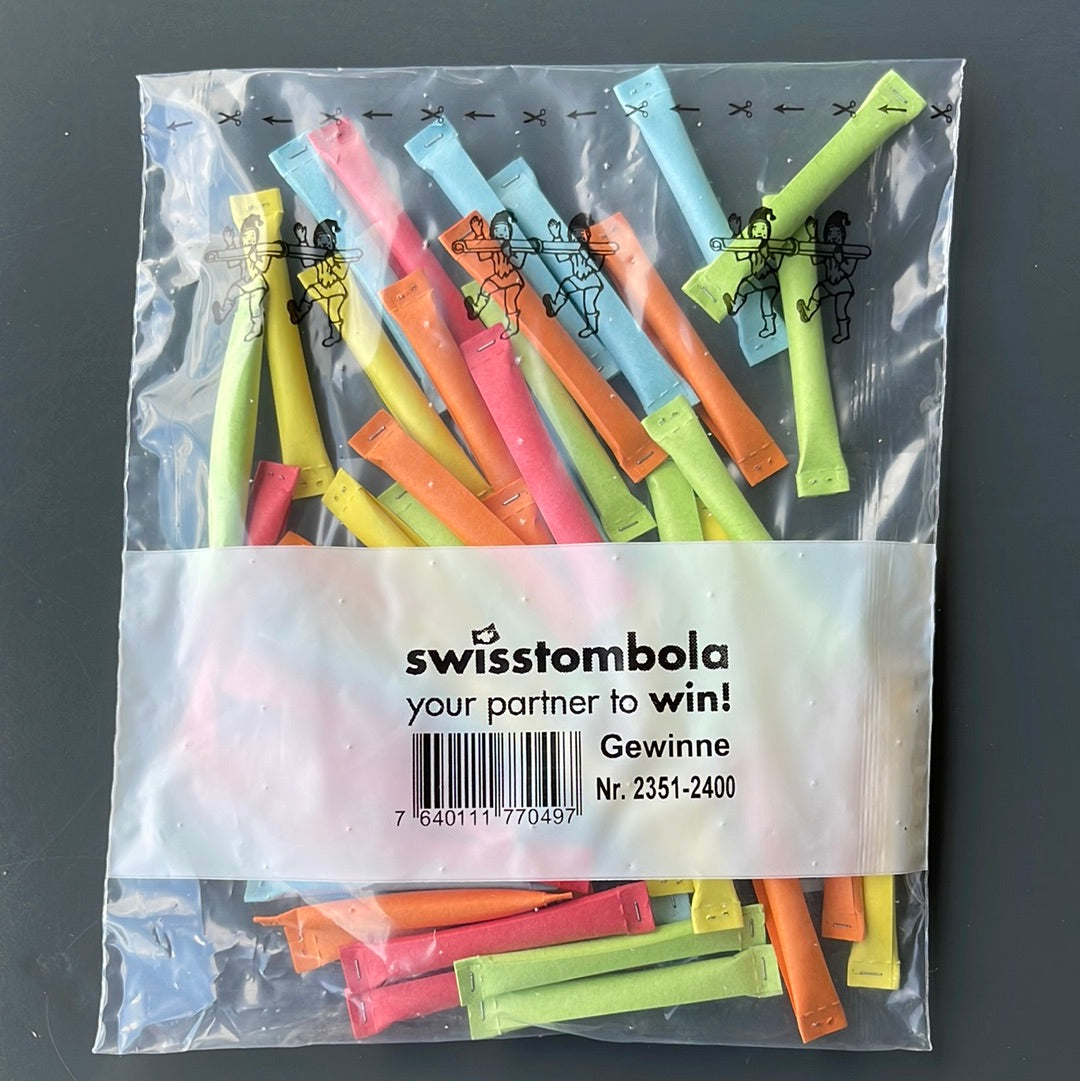 swisstombola
your partner to win!
Gewinne
Nr. 2351-2400
7 640111 770497